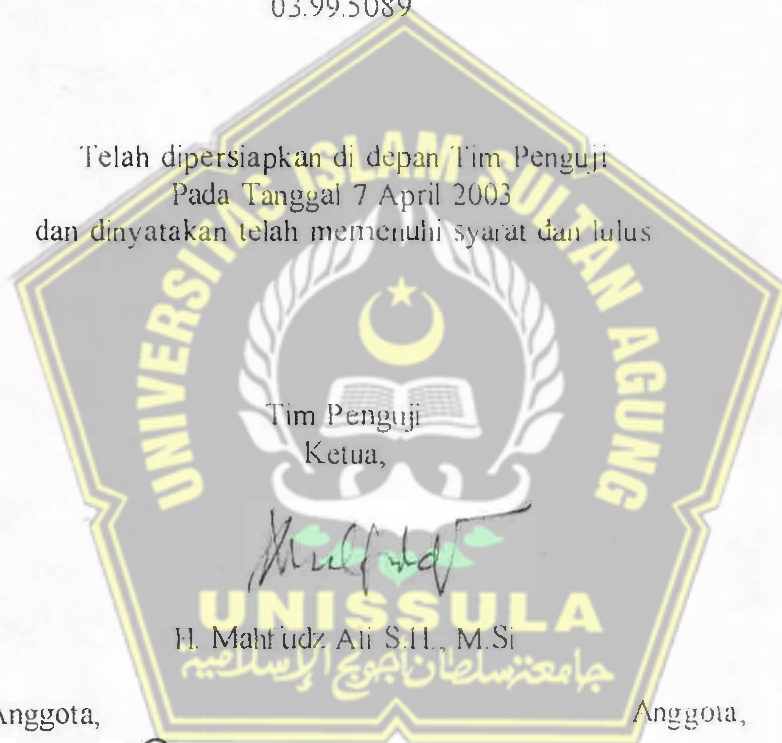 03.99.5089
Telah dipersiapkan di depan Tim Penguji
Pada Tanggal 7 April 2003
dan dinyatakan telah memenuhi syarat dan lulus
UNIVERSITAS ISLAM SULTAN AGUNG
Tim Penguji
Ketua,
UNISSULA
H. Mahfudz Ali S.H., M.Si
جامعة سلطان أجونج الإسلامية
Anggota,
Anggota,